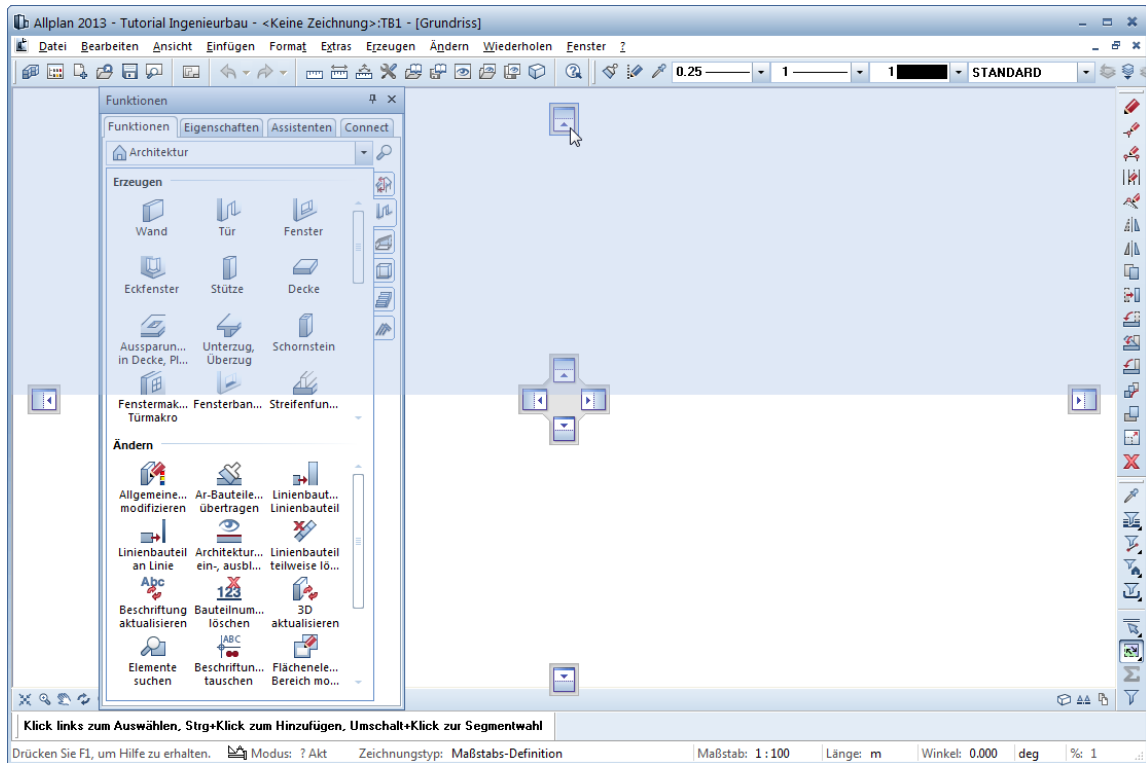 Allplan 2013 - Tutorial Ingenieurbau - <Keine Zeichnung>:TB1 - [Grundriss]
Datei Bearbeiten Ansicht Einfügen Format Extras Erzeugen Ändern Wiederholen Fenster ?
0.25 1 1 STANDARD
Funktionen
Funktionen Eigenschaften Assistenten Connect
Architektur
Erzeugen
Wand Tür Fenster
Eckfenster Stütze Decke
Aussparun... Unterzug, Schornstein
in Decke, Pl... Überzug
Fenstermak... Fensterban... Streifenfun...
Türmakro
Ändern
Allgemeine... Ar-Bauteile... Linienbaut...
modifizieren übertragen Linienbauteil
Linienbauteil Architektur... Linienbauteil
an Linie ein-, ausbl... teilweise lö...
Abc
123
Beschriftung Bauteilnum... 3D
aktualisieren löschen aktualisieren
ABC
Elemente Beschriftun... Flächenele...
suchen tauschen Bereich mo...
Klick links zum Auswählen, Strg+Klick zum Hinzufügen, Umschalt+Klick zur Segmentwahl
Drücken Sie F1, um Hilfe zu erhalten. Modus: ? Akt Zeichnungstyp: Maßstabs-Definition Maßstab: 1:100 Länge: m Winkel: 0.000 deg %: 1